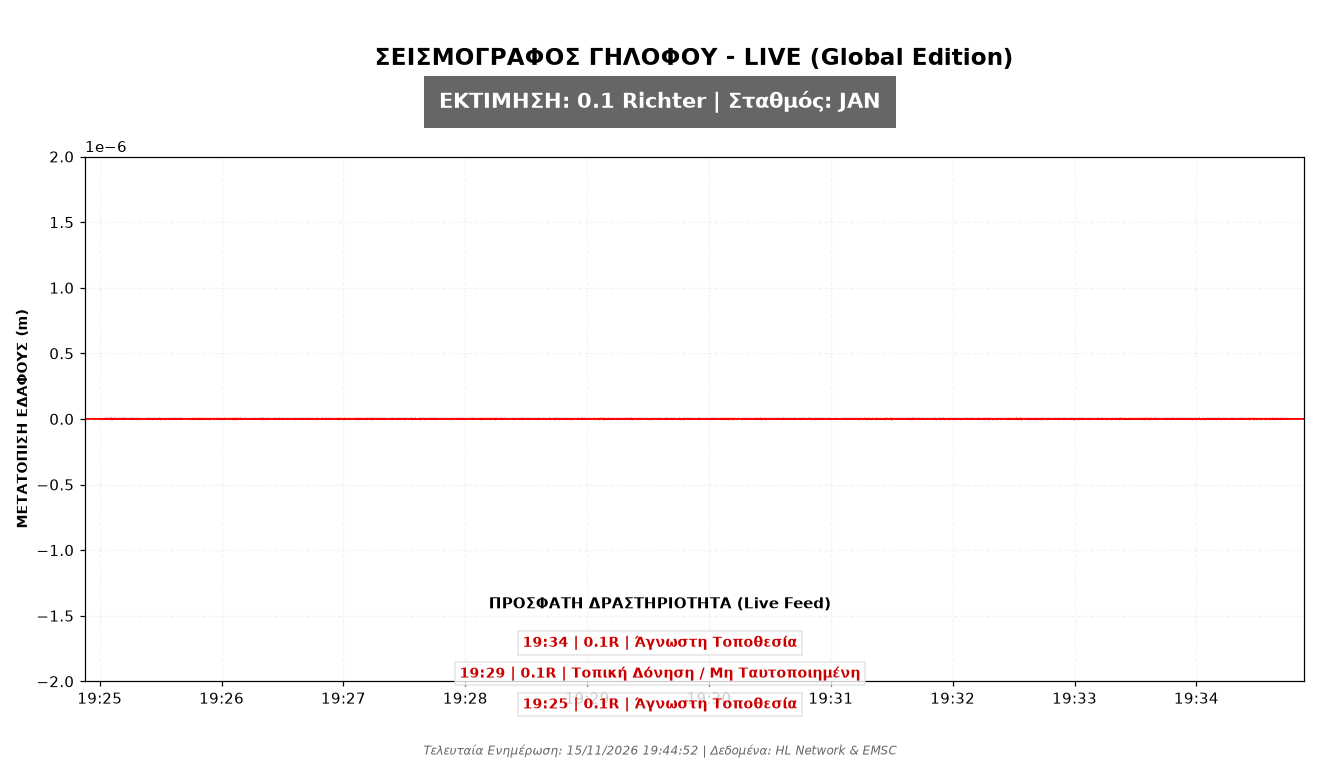 ΣΕΙΣΜΟΓΡΑΦΟΣ ΓΗΛΟΦΟΥ - LIVE (Global Edition)
ΕΚΤΙΜΗΣΗ: 0.1 Richter | Σταθμός: JAN
1e−6
2.0
1.5
1.0
0.5
0.0
−0.5
−1.0
−1.5
−2.0
ΜΕΤΑΤΟΠΙΣΗ ΕΔΑΦΟΥΣ (m)
ΠΡΟΣΦΑΤΗ ΔΡΑΣΤΗΡΙΟΤΗΤΑ (Live Feed)
19:34 | 0.1R | Άγνωστη Τοποθεσία
19:29 | 0.1R | Τοπική Δόνηση / Μη Ταυτοποιημένη
19:25 | 0.1R | Άγνωστη Τοποθεσία
19:25 19:26 19:27 19:28 19:29 19:30 19:31 19:32 19:33 19:34
Τελευταία Ενημέρωση: 15/11/2026 19:44:52 | Δεδομένα: HL Network & EMSC